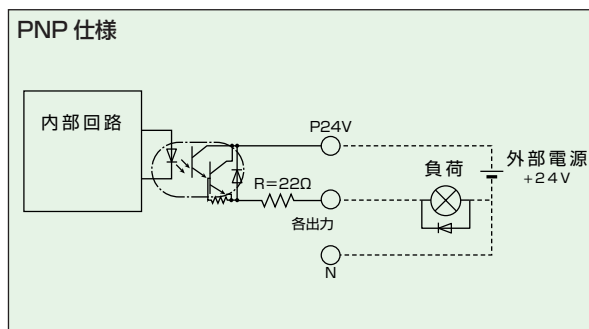 PNP 仕様
内部回路
P24V
負荷
外部電源
+24V
R=22Ω
各出力
N